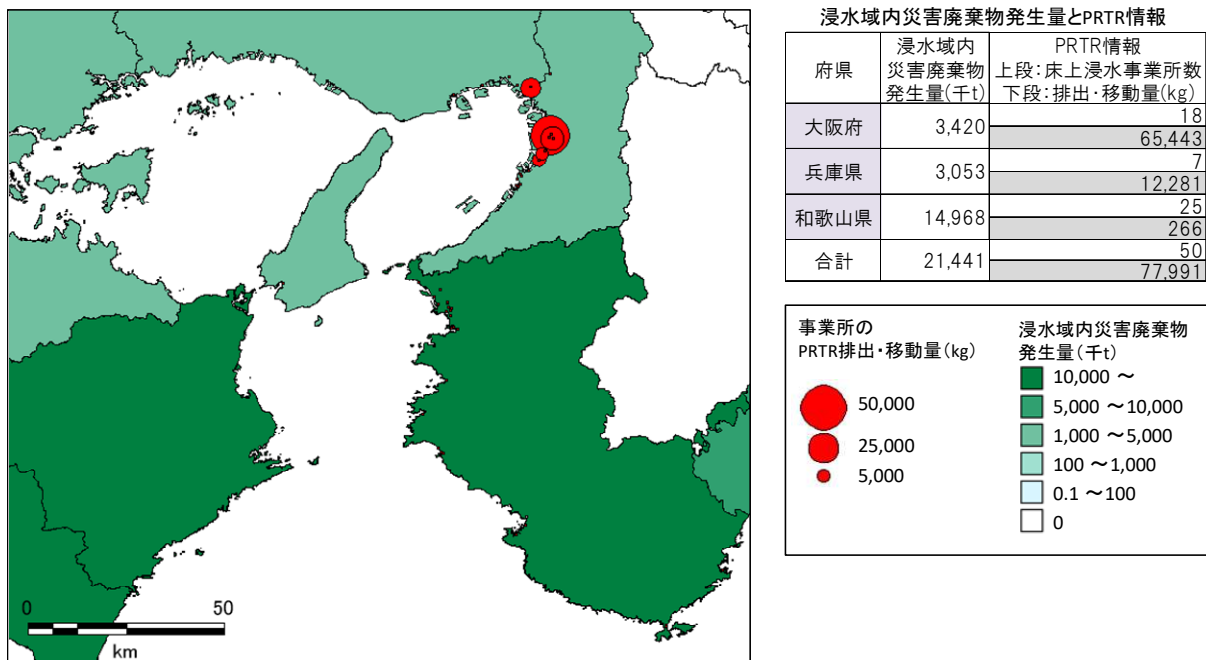 浸水域内災害廃棄物発生量とPRTR情報
府県
浸水域内
災害廃棄物
発生量(千t)
PRTR情報
上段:床上浸水事業所数
下段:排出・移動量(kg)
大阪府
3,420
18
65,443
兵庫県
3,053
7
12,281
和歌山県
14,968
25
266
合計
21,441
50
77,991
事業所の
PRTR排出・移動量(kg)
50,000
25,000
5,000
浸水域内災害廃棄物
発生量(千t)
10,000 ~
5,000 ~10,000
1,000 ~5,000
100 ~1,000
0.1 ~100
0
0 50
km